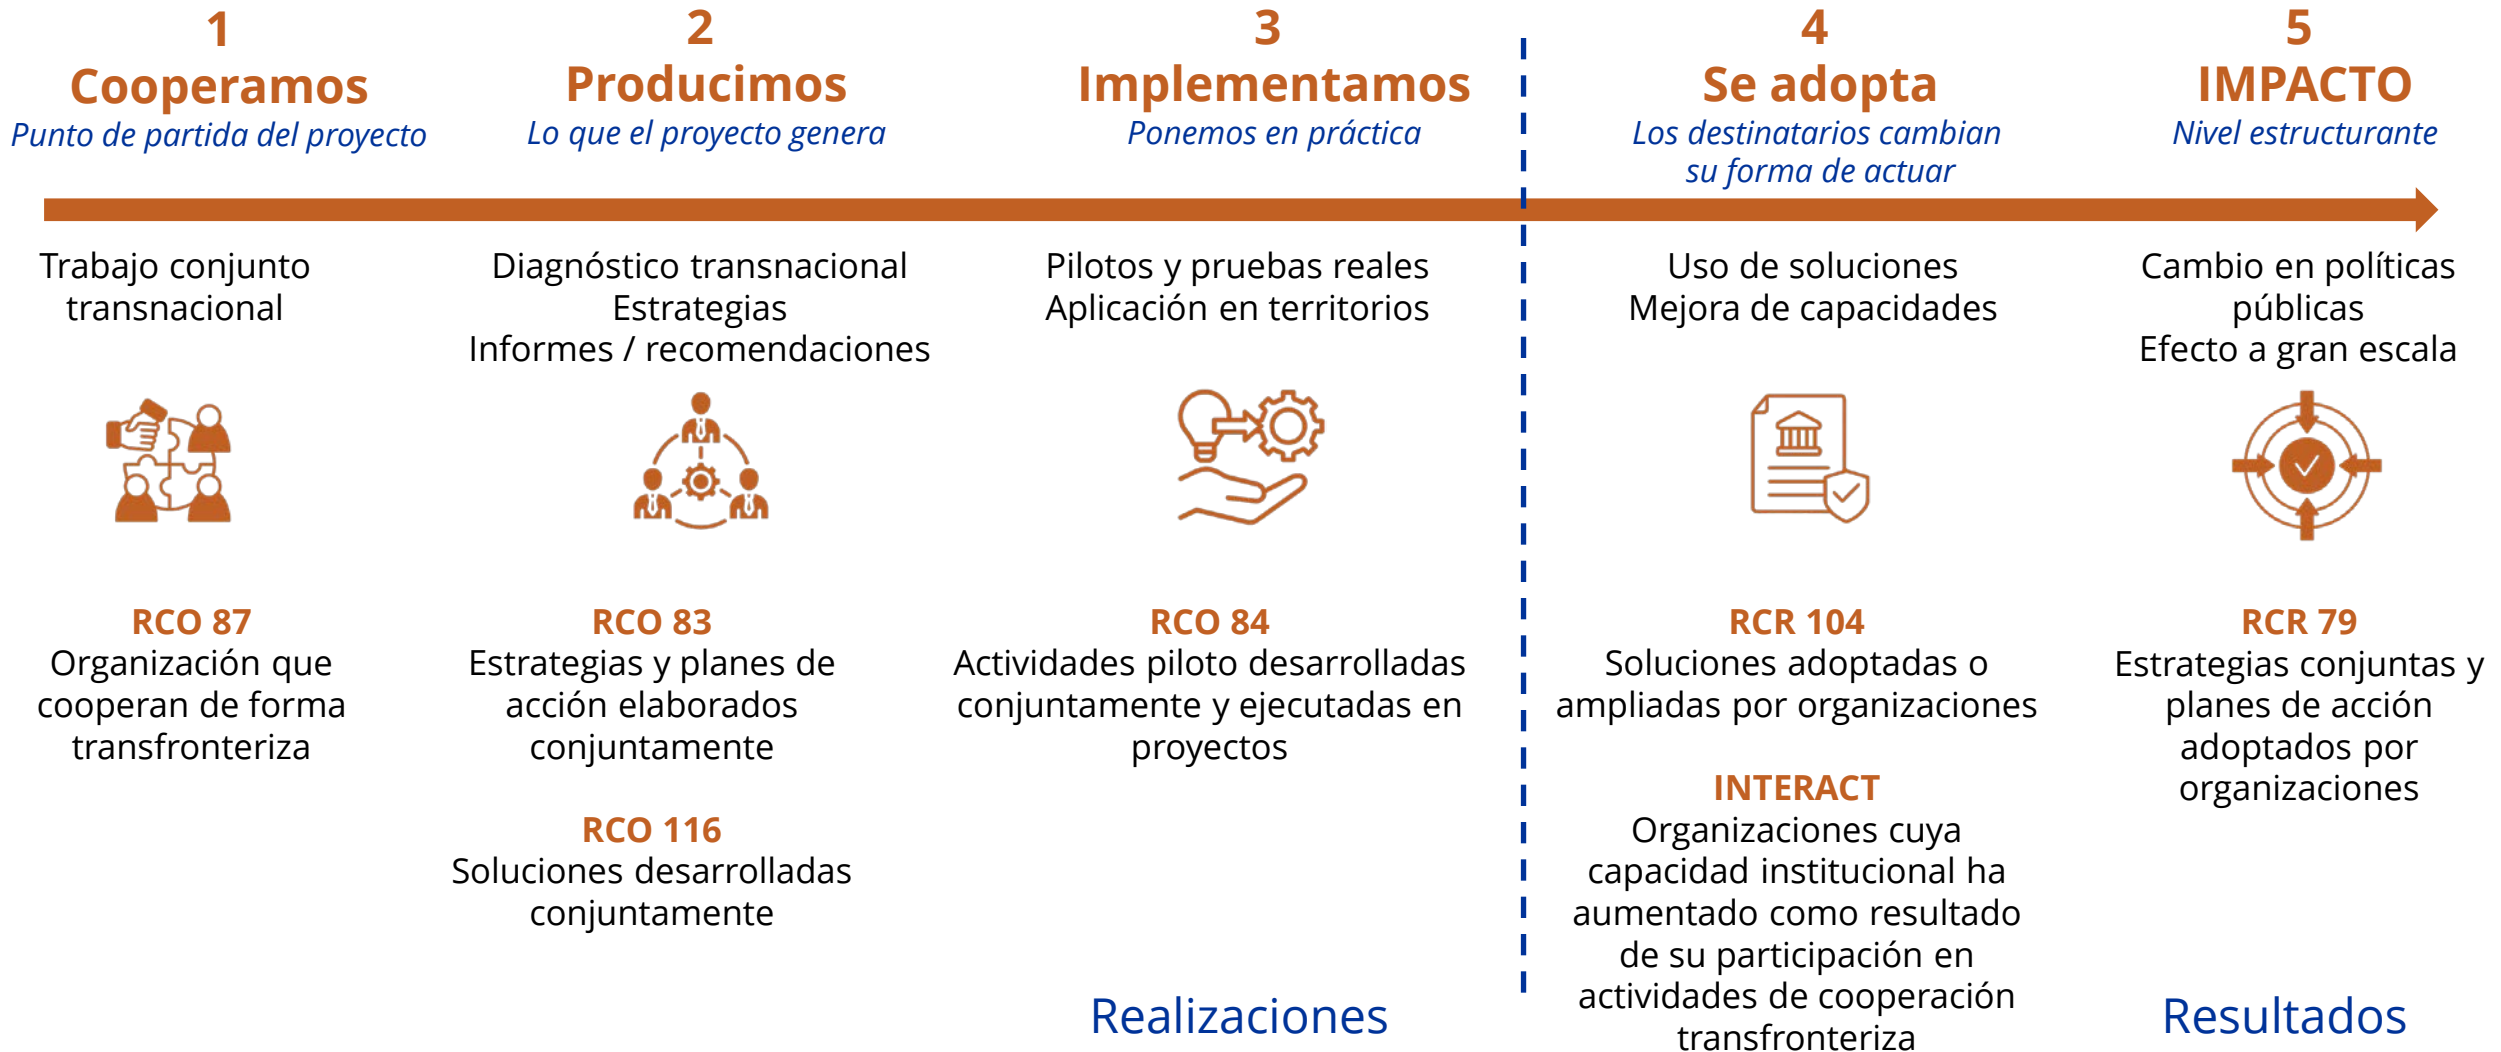 1
Cooperamos
Punto de partida del proyecto
2
Producimos
Lo que el proyecto genera
3
Implementamos
Ponemos en práctica
4
Se adopta
Los destinatarios cambian
su forma de actuar
5
IMPACTO
Nivel estructurante
Trabajo conjunto
transnacional
Diagnóstico transnacional
Estrategias
Informes / recomendaciones
Pilotos y pruebas reales
Aplicación en territorios
Uso de soluciones
Mejora de capacidades
Cambio en políticas
públicas
Efecto a gran escala
RCO 87
Organización que
cooperan de forma
transfronteriza
RCO 83
Estrategias y planes de
acción elaborados
conjuntamente
RCO 116
Soluciones desarrolladas
conjuntamente
RCO 84
Actividades piloto desarrolladas
conjuntamente y ejecutadas en
proyectos
RCR 104
Soluciones adoptadas o
ampliadas por organizaciones
INTERACT
Organizaciones cuya
capacidad institucional ha
aumentado como resultado
de su participación en
actividades de cooperación
transfronteriza
RCR 79
Estrategias conjuntas y
planes de acción
adoptados por
organizaciones
Realizaciones
Resultados